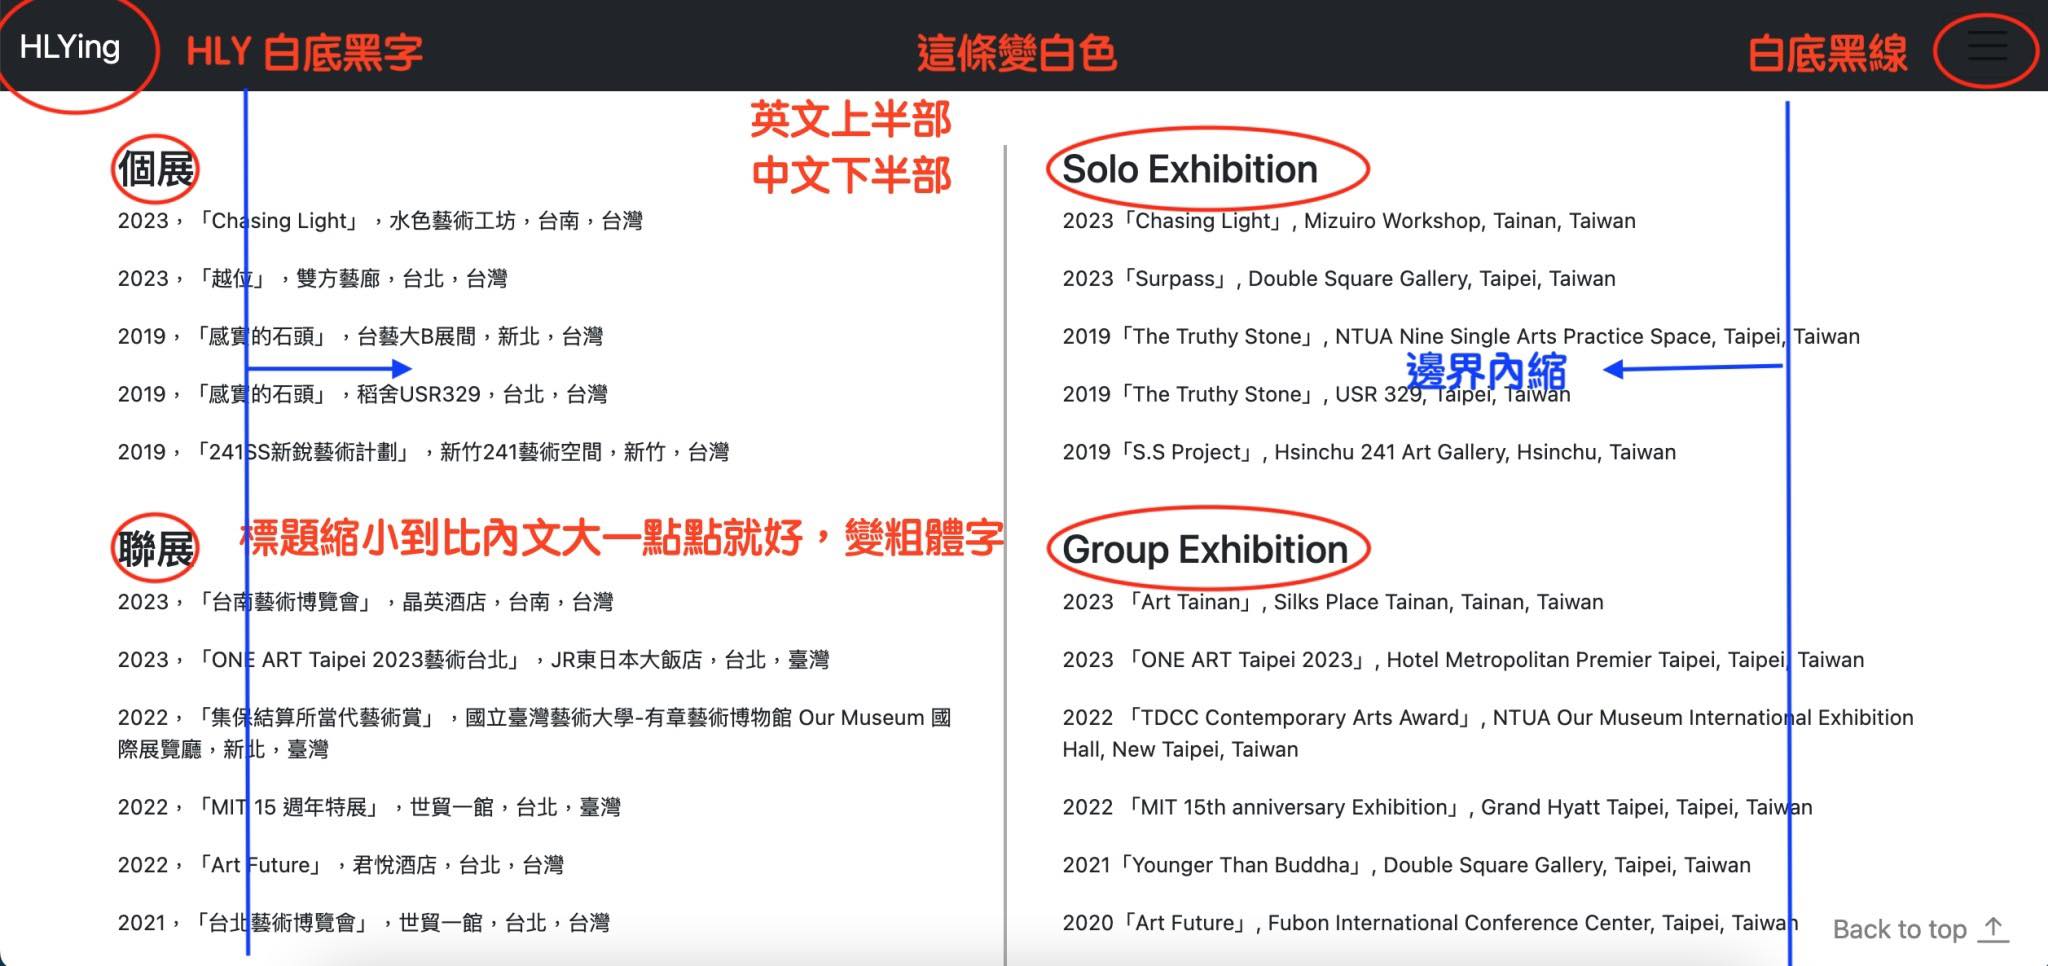 HLYing
HLY 白底黑字
這條變白色
白底黑線
英文上半部
中文下半部
個展
2023，「Chasing Light」，水色藝術工坊，台南，台灣
2023，「越位」，雙方藝廊，台北，台灣
2019，「感實的石頭」，台藝大B展間，新北，台灣
2019，「感實的石頭」，稻舍USR329，台北，台灣
2019，「241SS新銳藝術計劃」，新竹241藝術空間，新竹，台灣
聯展
標題縮小到比內文大一點點就好，變粗體字
2023，「台南藝術博覽會」，晶英酒店，台南，台灣
2023，「ONE ART Taipei 2023藝術台北」，JR東日本大飯店，台北，臺灣
2022，「集保結算所當代藝術賞」，國立臺灣藝術大學-有章藝術博物館 Our Museum 國
際展覽廳，新北，臺灣
2022，「MIT 15 週年特展」，世貿一館，台北，臺灣
2022，「Art Future」，君悅酒店，台北，台灣
2021，「台北藝術博覽會」，世貿一館，台北，台灣
Solo Exhibition
2023「Chasing Light」, Mizuiro Workshop, Tainan, Taiwan
2023「Surpass」, Double Square Gallery, Taipei, Taiwan
2019「The Truthy Stone」, NTUA Nine Single Arts Practice Space, Taipei, Taiwan
邊界內縮
2019「The Truthy Stone」, USR 329, Taipei, Taiwan
2019「S.S Project」, Hsinchu 241 Art Gallery, Hsinchu, Taiwan
Group Exhibition
2023 「Art Tainan」, Silks Place Tainan, Tainan, Taiwan
2023 「ONE ART Taipei 2023」, Hotel Metropolitan Premier Taipei, Taipei, Taiwan
2022 「TDCC Contemporary Arts Award」, NTUA Our Museum International Exhibition
Hall, New Taipei, Taiwan
2022 「MIT 15th anniversary Exhibition」, Grand Hyatt Taipei, Taipei, Taiwan
2021「Younger Than Buddha」, Double Square Gallery, Taipei, Taiwan
2020「Art Future」, Fubon International Conference Center, Taipei, Taiwan
Back to top